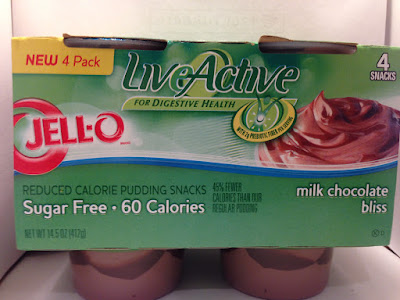 NEW 4 Pack
4
SNACKS
LiveActive
FOR DIGESTIVE HEALTH
JELL-O
REDUCED CALORIE PUDDING SNACKS
Sugar Free • 60 Calories
45% FEWER
CALORIES THAN OUR
REGULAR PUDDING
milk chocolate
bliss
NET WT 14.5 OZ (412g)